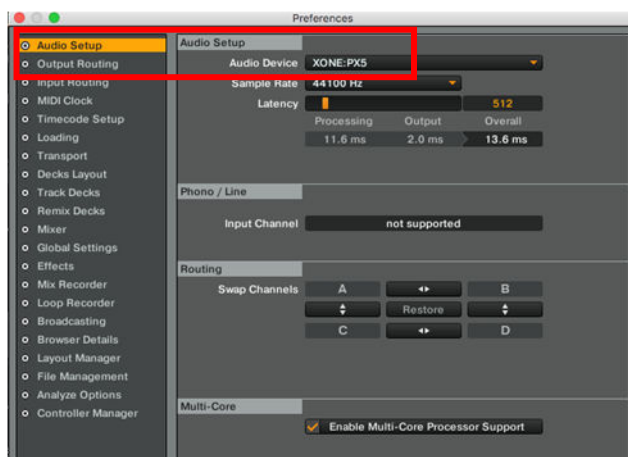 Preferences
Audio Setup
Output Routing
Input Routing
MIDI Clock
Timecode Setup
Loading
Transport
Decks Layout
Track Decks
Remix Decks
Mixer
Global Settings
Effects
Mix Recorder
Loop Recorder
Broadcasting
Browser Details
Layout Manager
File Management
Analyze Options
Controller Manager
Audio Setup
Audio Device XONE:PX5
Sample Rate 44100 Hz
Latency 512
Processing Output Overall
11.6 ms 2.0 ms 13.6 ms
Phono / Line
Input Channel not supported
Routing
Swap Channels A B
Restore
C D
Multi-Core
Enable Multi-Core Processor Support